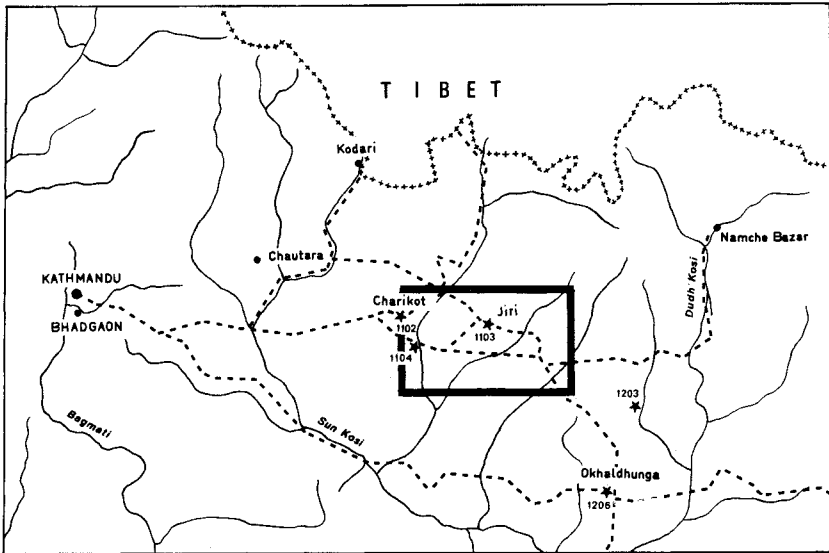 TIBET
Kodari
Namche Bazar
Chautara
KATHMANDU
BHADGAON
Dudh Kosi
Charikot
1102
Jiri
1103
1104
1203
Bagmati
Sun Kosi
Okhaldhunga
1206